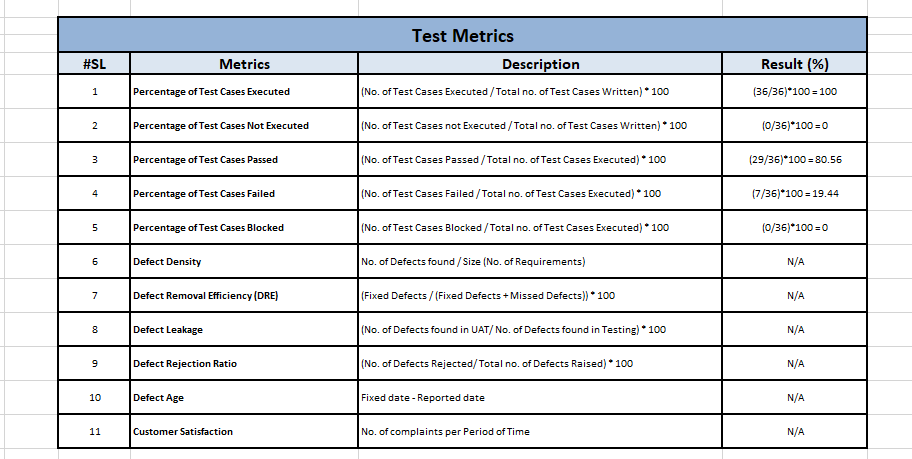 Test Metrics
#SL Metrics Description Result (%)
1 Percentage of Test Cases Executed (No. of Test Cases Executed / Total no. of Test Cases Written) * 100 (36/36)*100 = 100
2 Percentage of Test Cases Not Executed (No. of Test Cases not Executed / Total no. of Test Cases Written) * 100 (0/36)*100 = 0
3 Percentage of Test Cases Passed (No. of Test Cases Passed / Total no. of Test Cases Executed) * 100 (29/36)*100 = 80.56
4 Percentage of Test Cases Failed (No. of Test Cases Failed / Total no. of Test Cases Executed) * 100 (7/36)*100 = 19.44
5 Percentage of Test Cases Blocked (No. of Test Cases Blocked / Total no. of Test Cases Executed) * 100 (0/36)*100 = 0
6 Defect Density No. of Defects found / Size (No. of Requirements) N/A
7 Defect Removal Efficiency (DRE) (Fixed Defects / (Fixed Defects + Missed Defects)) * 100 N/A
8 Defect Leakage (No. of Defects found in UAT/ No. of Defects found in Testing) * 100 N/A
9 Defect Rejection Ratio (No. of Defects Rejected/ Total no. of Defects Raised) * 100 N/A
10 Defect Age Fixed date - Reported date N/A
11 Customer Satisfaction No. of complaints per Period of Time N/A